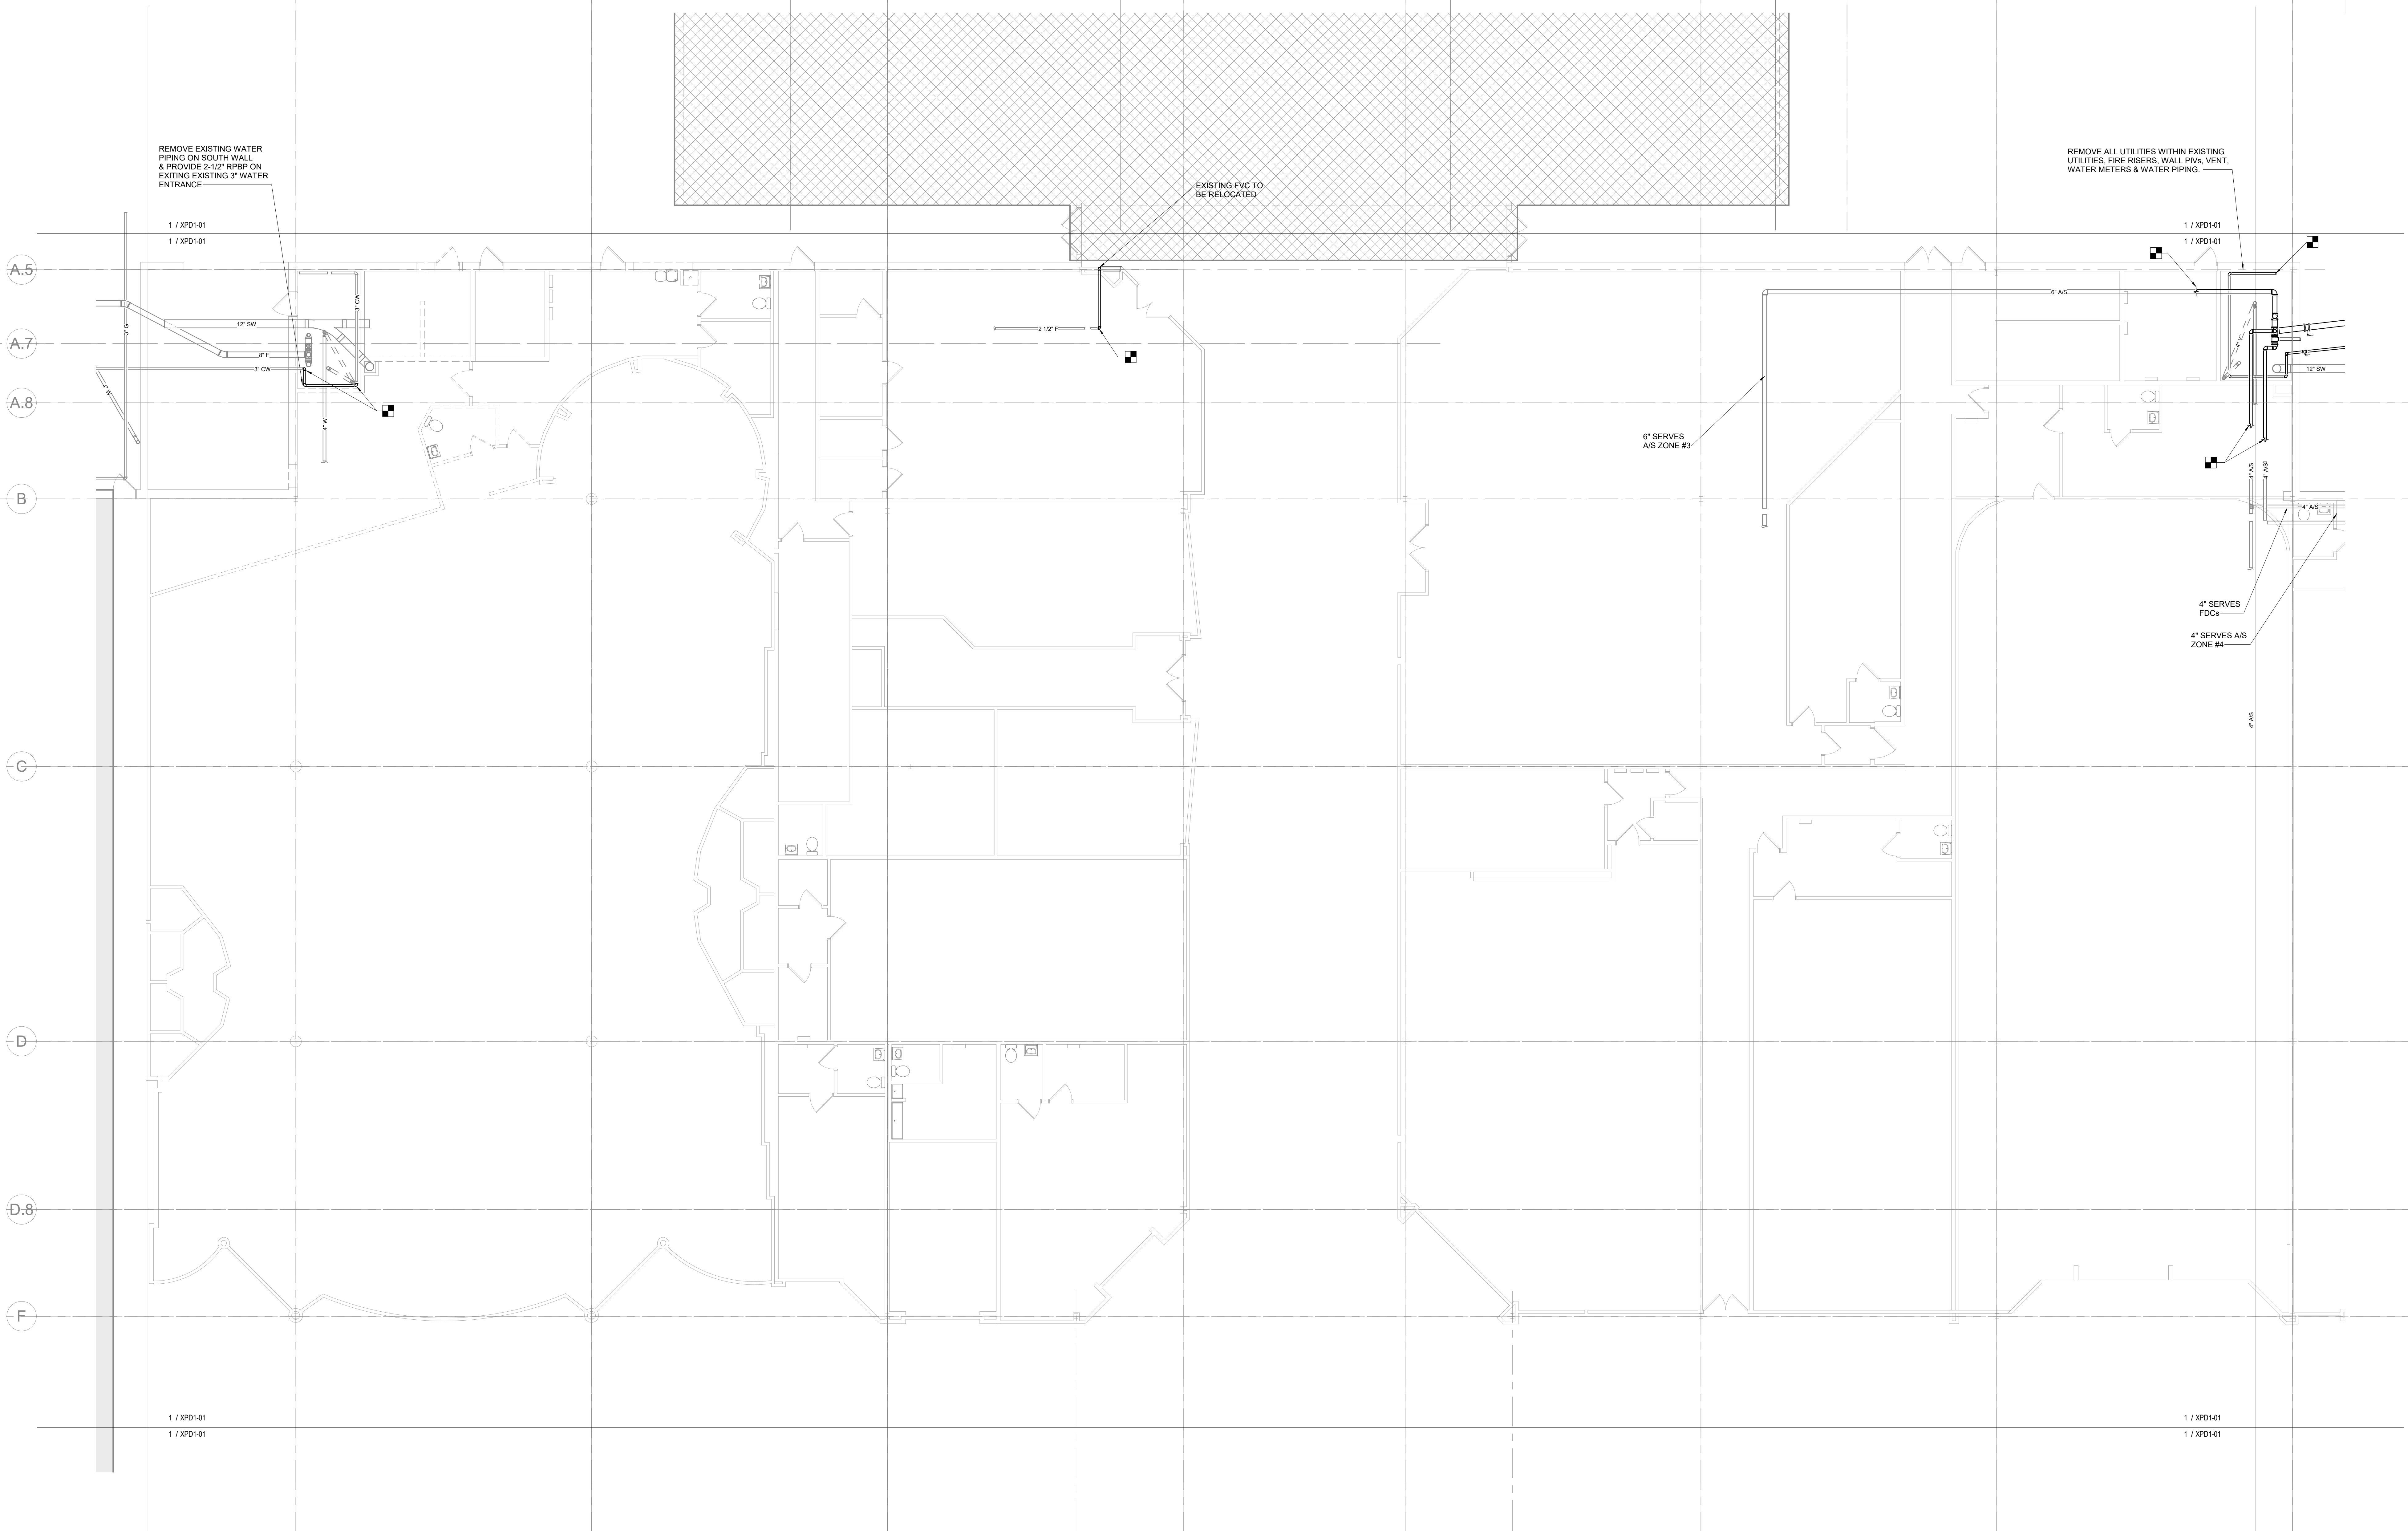 REMOVE EXISTING WATER
PIPING ON SOUTH WALL
& PROVIDE 2-1/2" RPBP ON
EXITING EXISTING 3" WATER
ENTRANCE
REMOVE ALL UTILITIES WITHIN EXISTING
UTILITIES, FIRE RISERS, WALL PIVs, VENT,
WATER METERS & WATER PIPING.
EXISTING FVC TO
BE RELOCATED
1 / XPD1-01
1 / XPD1-01
1 / XPD1-01
1 / XPD1-01
A.5
A.7
A.8
B
C
D
D.8
F
3" G
12" SW
3" CW
8" F
3" CW
4" W
4" W
2 1/2" F
6" A/S
4" V
12" SW
6" SERVES
A/S ZONE #3
4" A/S
4" A/S
4" A/S
4" SERVES
FDCs
4" SERVES A/S
ZONE #4
4" A/S
1 / XPD1-01
1 / XPD1-01
1 / XPD1-01
1 / XPD1-01